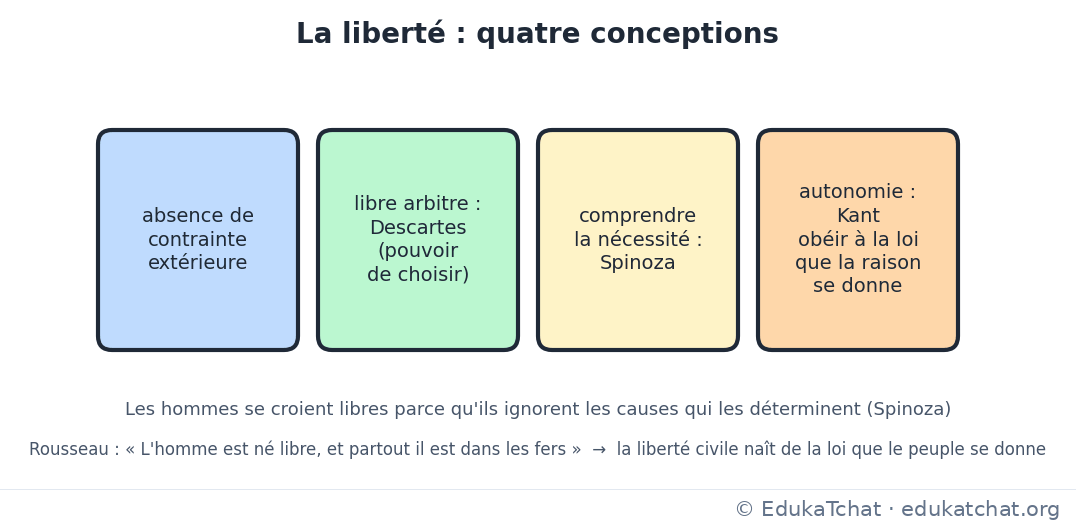 La liberté : quatre conceptions
absence de
contrainte
extérieure
libre arbitre :
Descartes
(pouvoir
de choisir)
comprendre
la nécessité :
Spinoza
autonomie :
Kant
obéir à la loi
que la raison
se donne
Les hommes se croient libres parce qu'ils ignorent les causes qui les déterminent (Spinoza)
Rousseau : « L'homme est né libre, et partout il est dans les fers » → la liberté civile naît de la loi que le peuple se donne
© EdukaTchat · edukatchat.org